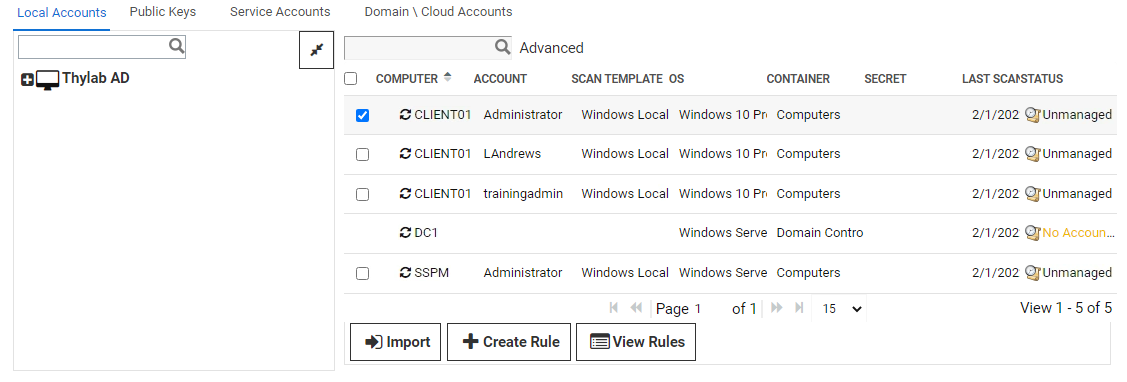 Local Accounts Public Keys Service Accounts Domain \ Cloud Accounts
Advanced
Thylab AD
COMPUTER ACCOUNT SCAN TEMPLATE OS CONTAINER SECRET LAST SCAN STATUS
CLIENT01 Administrator Windows Local Windows 10 Pr Computers 2/1/202 Unmanaged
CLIENT01 LAndrews Windows Local Windows 10 Pr Computers 2/1/202 Unmanaged
CLIENT01 trainingadmin Windows Local Windows 10 Pr Computers 2/1/202 Unmanaged
DC1 Windows Serve Domain Contro 2/1/202 No Accoun...
SSPM Administrator Windows Local Windows Serve Computers 2/1/202 Unmanaged
Page 1 of 1 15 View 1 - 5 of 5
Import Create Rule View Rules